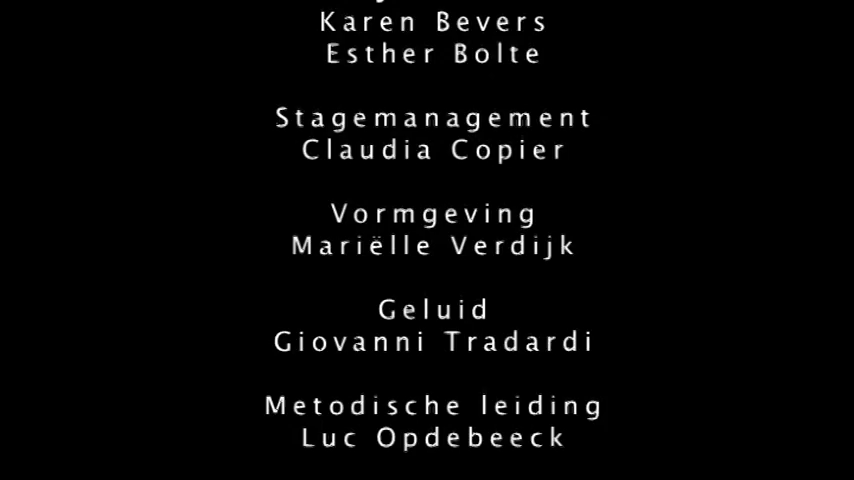 Karen Bevers
Esther Bolte
Stagemanagement
Claudia Copier
Vormgeving
Mariëlle Verdijk
Geluid
Giovanni Tradardi
Metodische leiding
Luc Opdebeeck